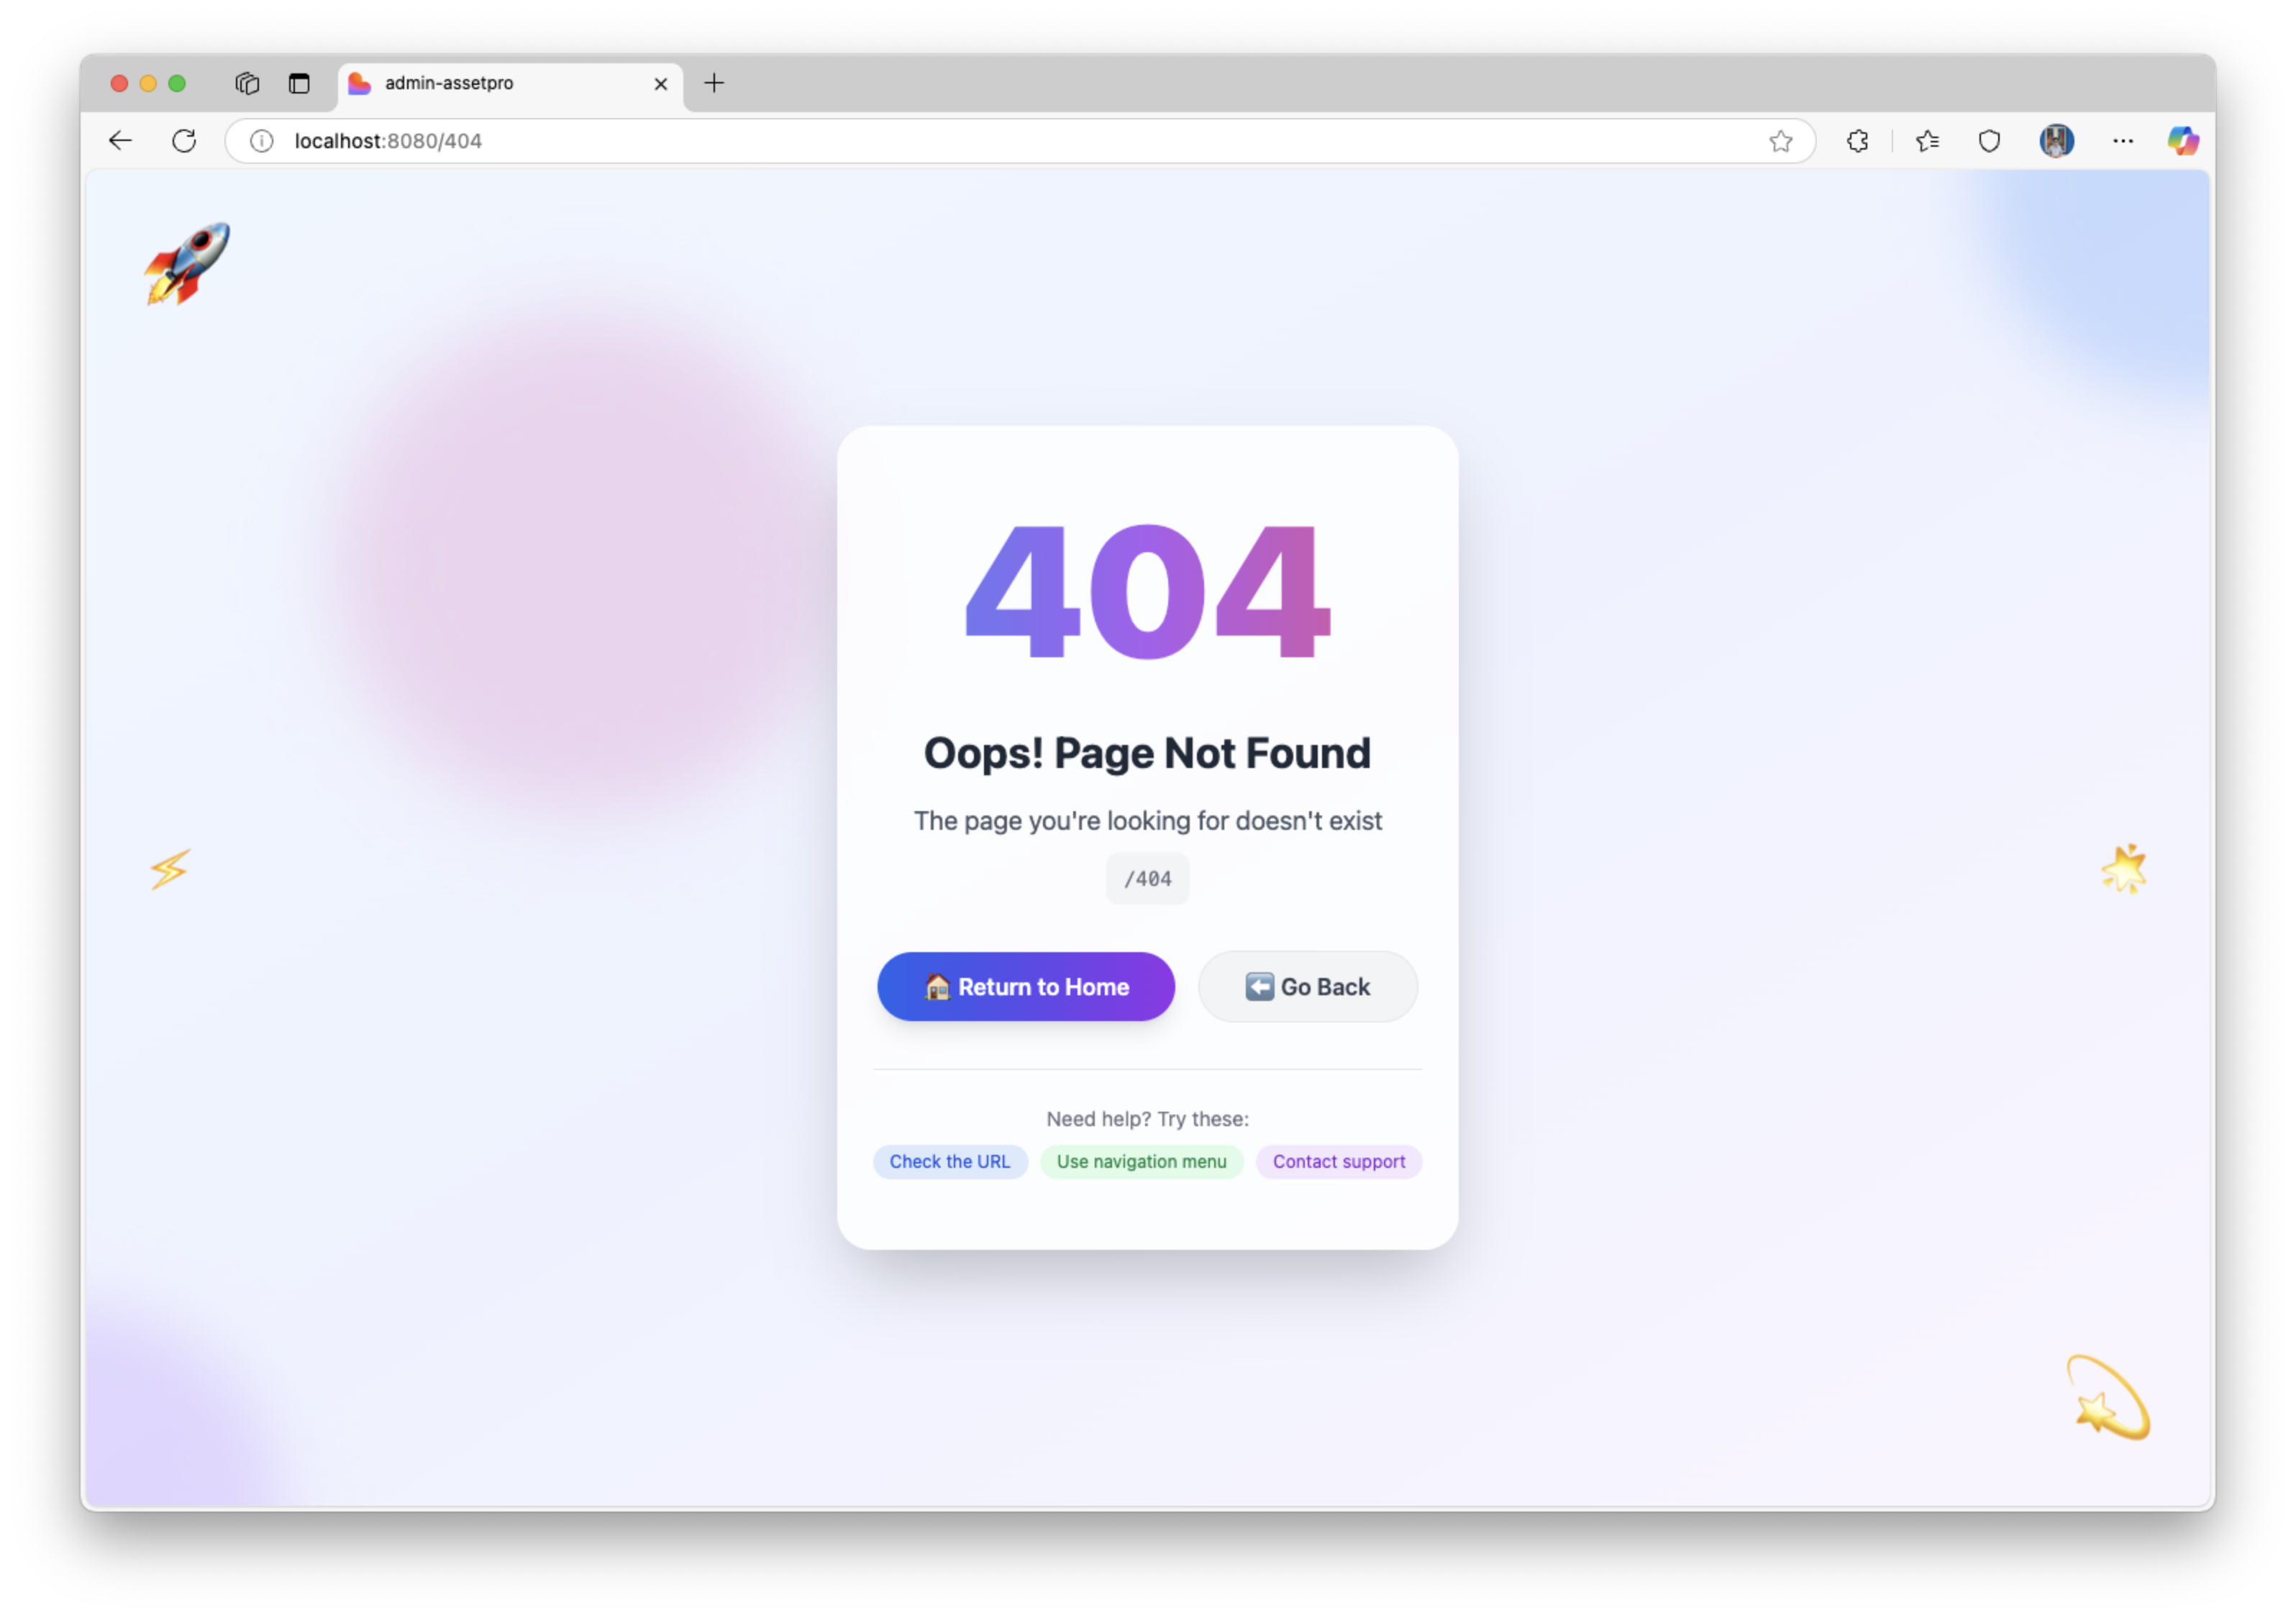 admin-assetpro
localhost:8080/404
404
Oops! Page Not Found
The page you're looking for doesn't exist
/404
Return to Home
Go Back
Need help? Try these:
Check the URL
Use navigation menu
Contact support